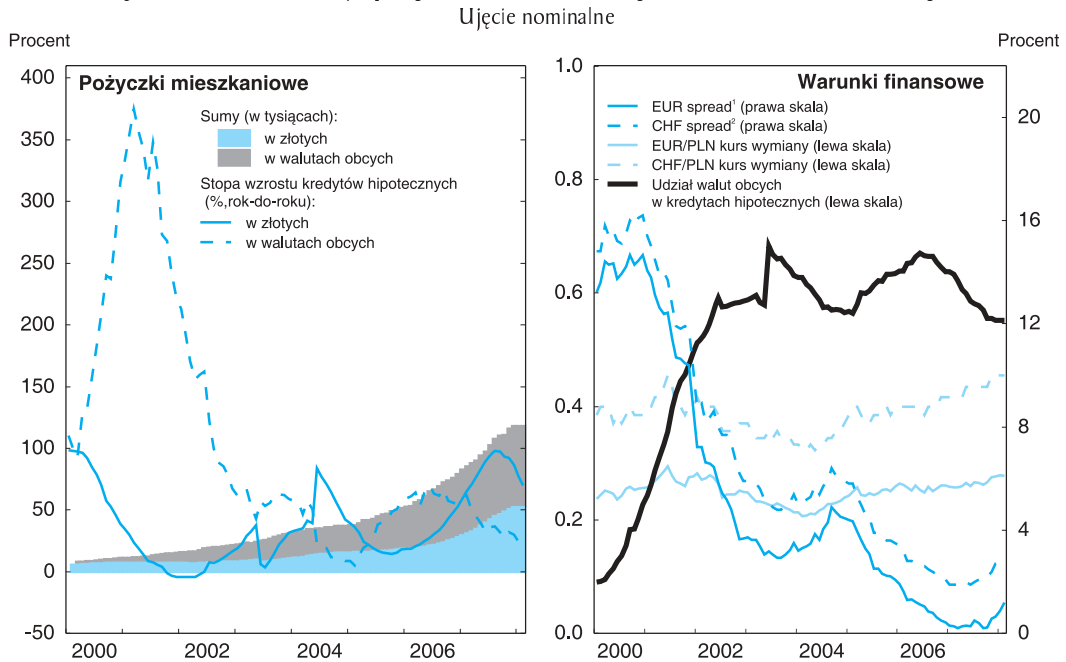 Ujęcie nominalne
Procent
Procent
Pożyczki mieszkaniowe
Sumy (w tysiącach):
w złotych
w walutach obcych
Stopa wzrostu kredytów hipotecznych
(%,rok-do-roku):
w złotych
w walutach obcych
400
350
300
250
200
150
100
50
0
-50
2000
2002
2004
2006
Warunki finansowe
EUR spread¹ (prawa skala)
CHF spread² (prawa skala)
EUR/PLN kurs wymiany (lewa skala)
CHF/PLN kurs wymiany (lewa skala)
Udział walut obcych
w kredytach hipotecznych (lewa skala)
1.0
0.8
0.6
0.4
0.2
0.0
20
16
12
8
4
0
2000
2002
2004
2006